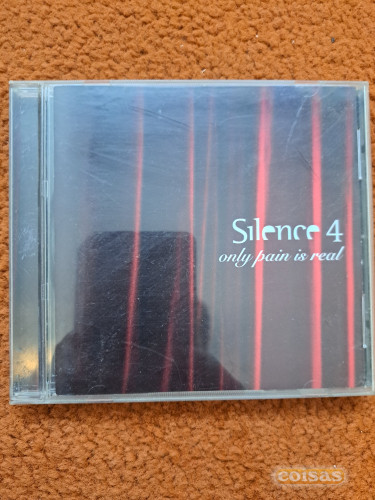 Silence 4
only pain is real
coisas